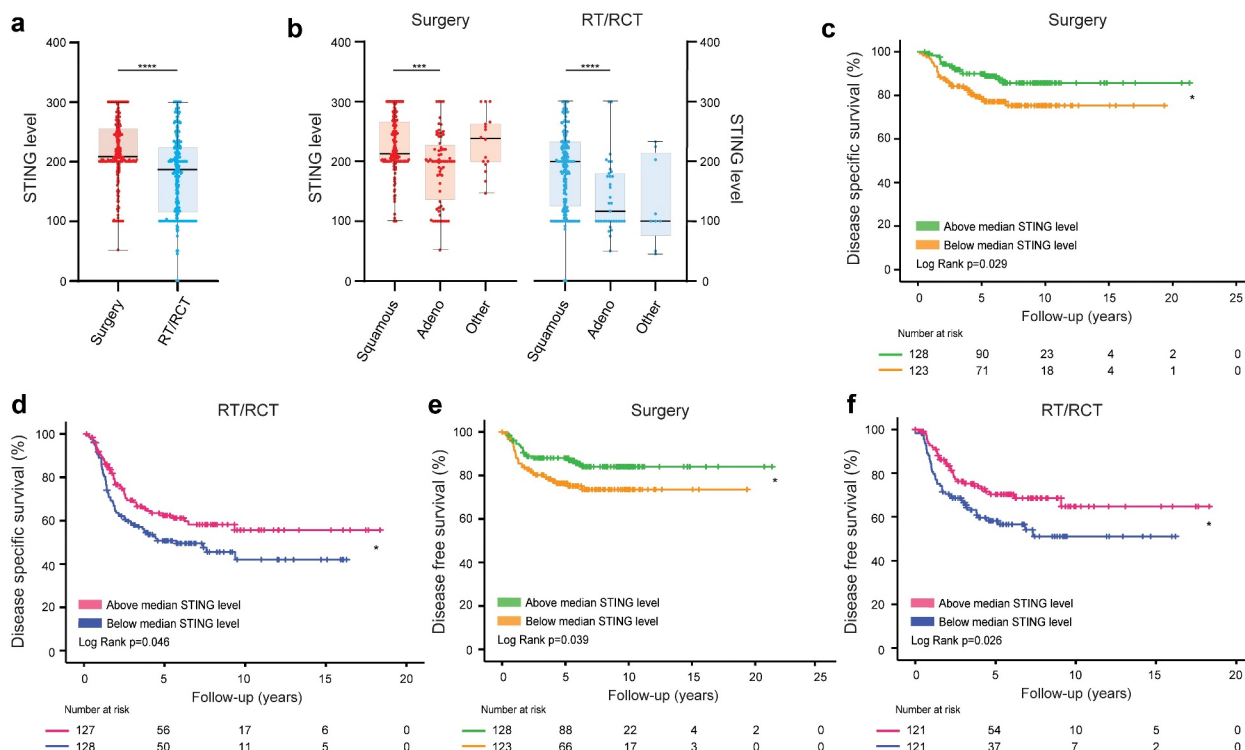 a
STING level
400
300
200
100
0
****
Surgery
RT/RCT
b
Surgery
RT/RCT
STING level
400
300
200
100
0
***
****
400
300
200
100
0
STING level
Squamous
Adeno
Other
Squamous
Adeno
Other
c
Surgery
Disease specific survival (%)
100
80
60
80
40
20
0
*
Above median STING level
Below median STING level
Log Rank p=0.029
0 5 10 15 20 25
Follow-up (years)
Number at risk
128 90 23 4 2 0
123 71 18 4 1 0
d
RT/RCT
Disease specific survival (%)
100
80
60
40
80
20
0
*
Above median STING level
Below median STING level
Log Rank p=0.046
0 5 10 15 20
Follow-up (years)
Number at risk
127 56 17 6 0
128 50 11 5 0
e
Surgery
Disease free survival (%)
100
80
60
40
80
20
0
*
Above median STING level
Below median STING level
Log Rank p=0.039
0 5 10 15 20 25
Follow-up (years)
Number at risk
128 88 22 4 2 0
123 66 17 3 0 0
f
RT/RCT
Disease free survival (%)
100
80
60
40
80
20
0
*
Above median STING level
Below median STING level
Log Rank p=0.026
0 5 10 15 20
Follow-up (years)
Number at risk
121 54 10 5 0
121 37 7 2 0